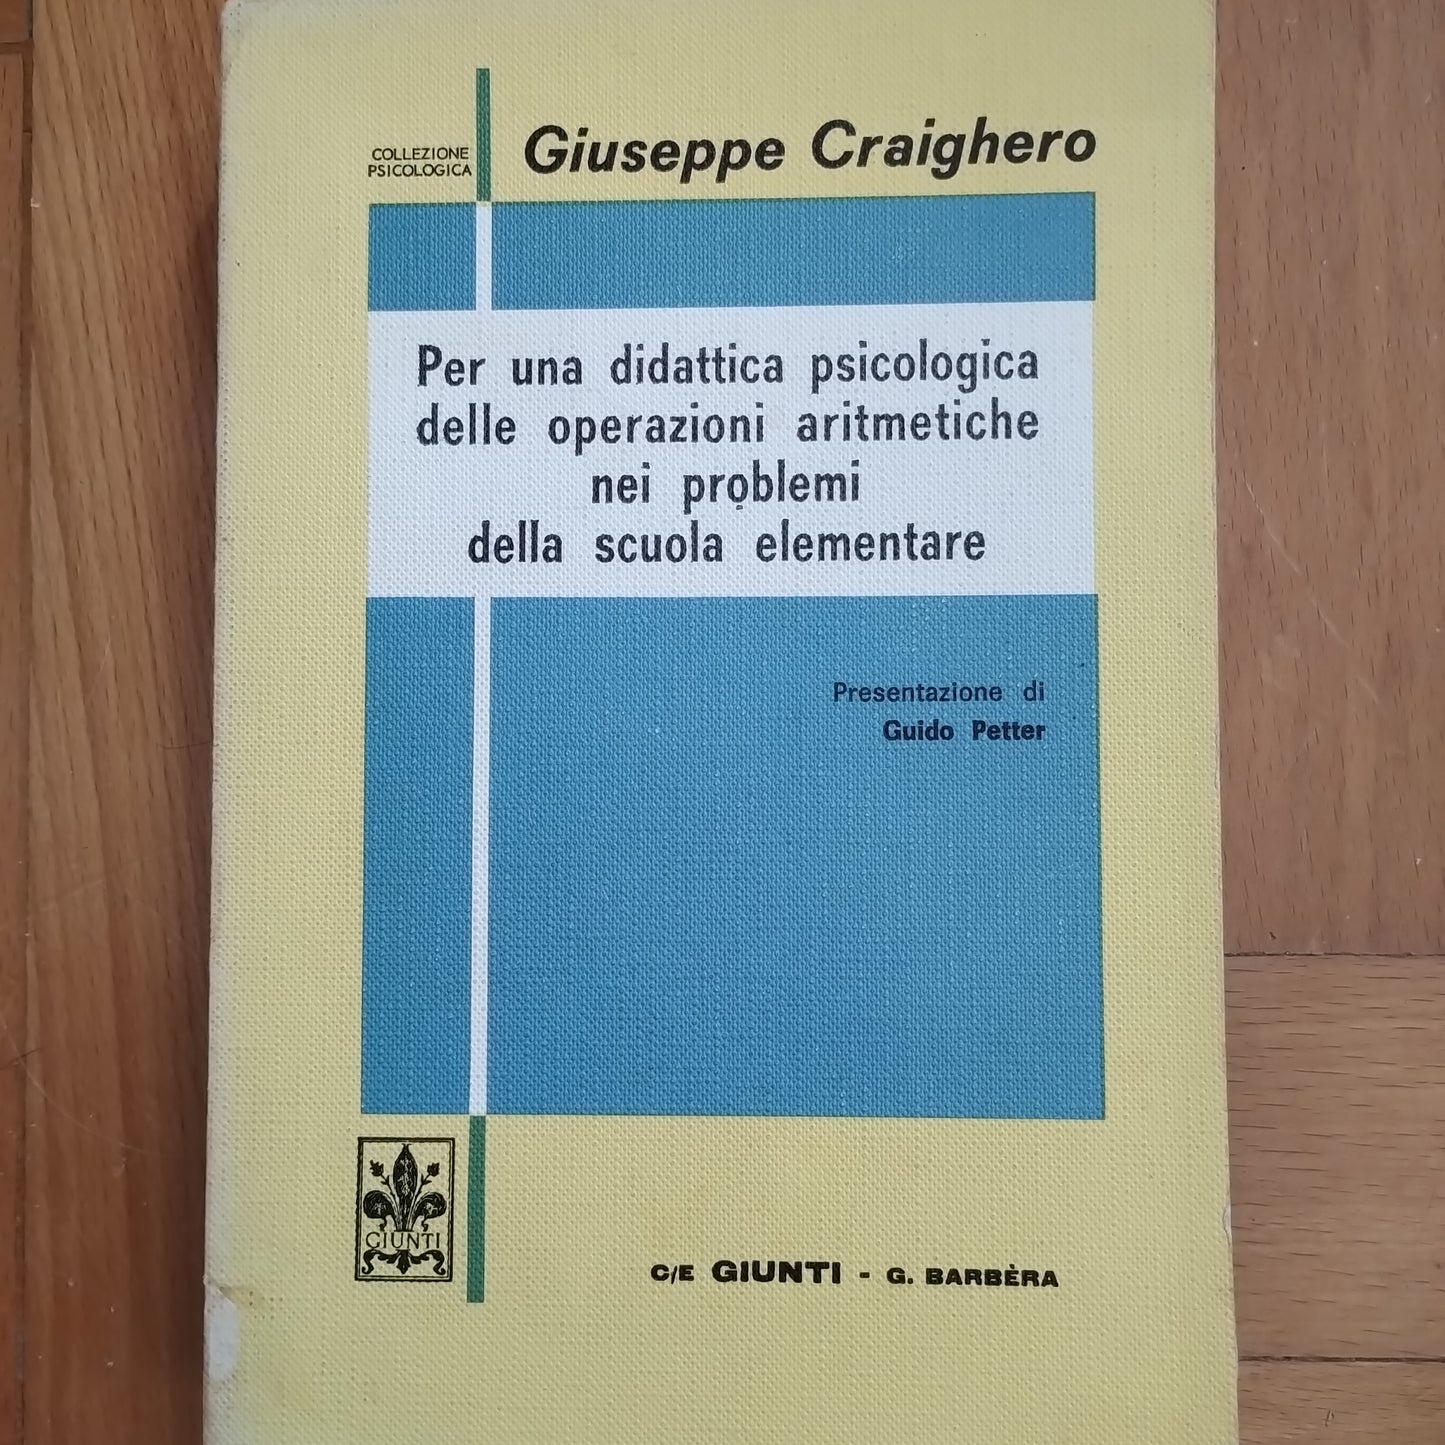 COLLEZIONE
PSICOLOGICA
Giuseppe Craighero
Per una didattica psicologica
delle operazioni aritmetiche
nei problemi
della scuola elementare
Presentazione di
Guido Petter
GIUNTI
C/E GIUNTI - G. BARBÈRA